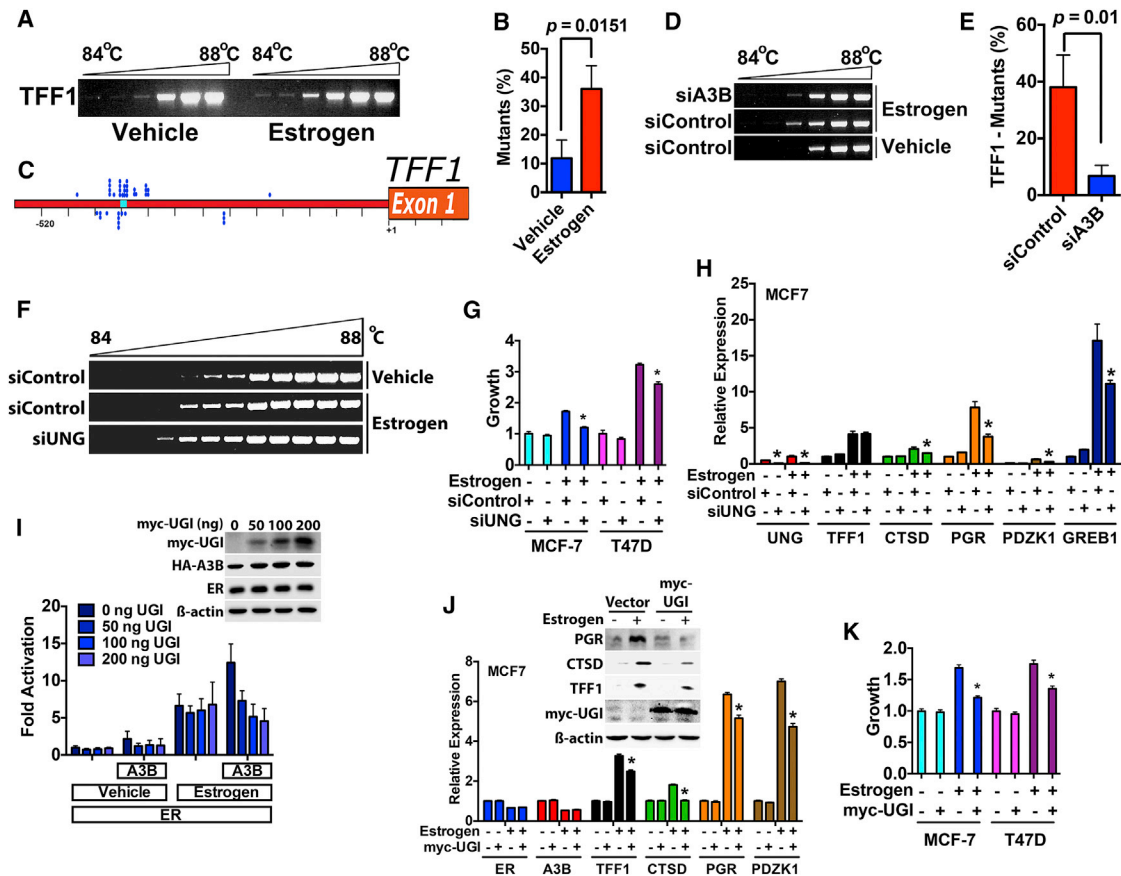 A
84°C 88°C 84°C 88°C
TFF1
Vehicle Estrogen
B
p = 0.0151
Mutants (%)
60
40
20
0
Vehicle
Estrogen
C
TFF1
Exon 1
-520
+1
D
84°C 88°C
siA3B
siControl
siControl
Estrogen
Vehicle
E
p = 0.01
TFF1 - Mutants (%)
60
40
20
0
siControl
siA3B
F
84 88 °C
siControl
siControl
siUNG
Vehicle
Estrogen
G
Growth
4
3
2
1
0
Estrogen - - + + - - + +
siControl + - + - + - + -
siUNG - + - + - + - +
MCF-7 T47D
* *
H
MCF7
Relative Expression
25
20
15
10
5
0
* * * * * *
Estrogen - - + + - - + + - - + + - - + + - - + + - - + +
siControl + - + - + - + - + - + - + - + - + - + - + - + -
siUNG - + - + - + - + - + - + - + - + - + - + - + - +
UNG TFF1 CTSD PGR PDZK1 GREB1
I
myc-UGI (ng) 0 50 100 200
myc-UGI
HA-A3B
ER
ß-actin
Fold Activation
20
15
10
5
0
0 ng UGI
50 ng UGI
100 ng UGI
200 ng UGI
A3B A3B
Vehicle Estrogen
ER
J
MCF7
Vector myc-UGI
Estrogen - + - +
PGR
CTSD
TFF1
myc-UGI
ß-actin
Relative Expression
8
6
4
2
0
* * * *
Estrogen - - + + - - + + - - + + - - + + - - + + - - + +
myc-UGI - + - + - + - + - + - + - + - + - + - + - + - +
ER A3B TFF1 CTSD PGR PDZK1
K
Growth
2.0
1.5
1.0
0.5
0.0
* *
Estrogen - - + + - - + +
myc-UGI - + - + - + - +
MCF-7 T47D